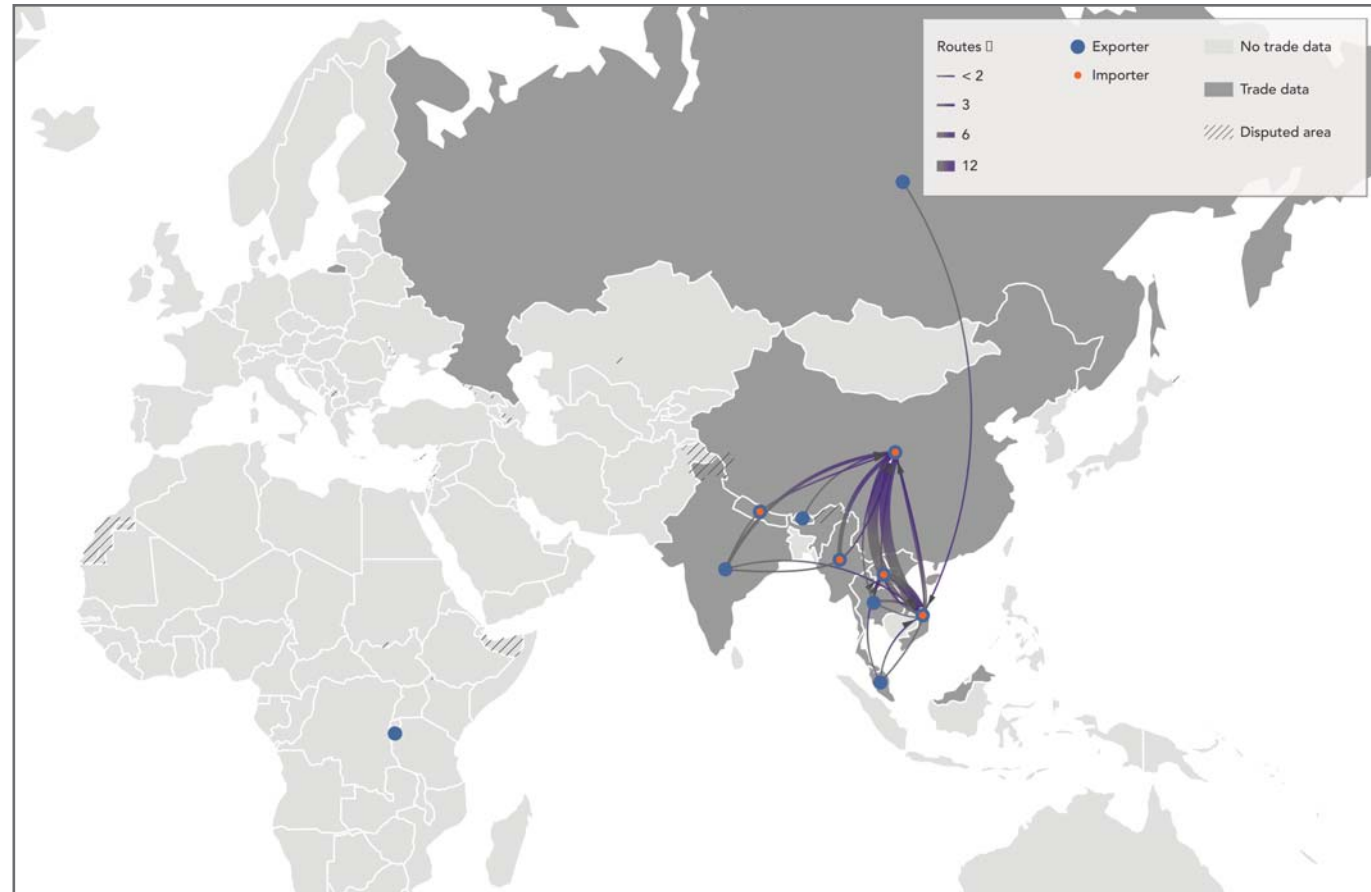 Routes ▯
< 2
3
6
12
Exporter
Importer
No trade data
Trade data
Disputed area